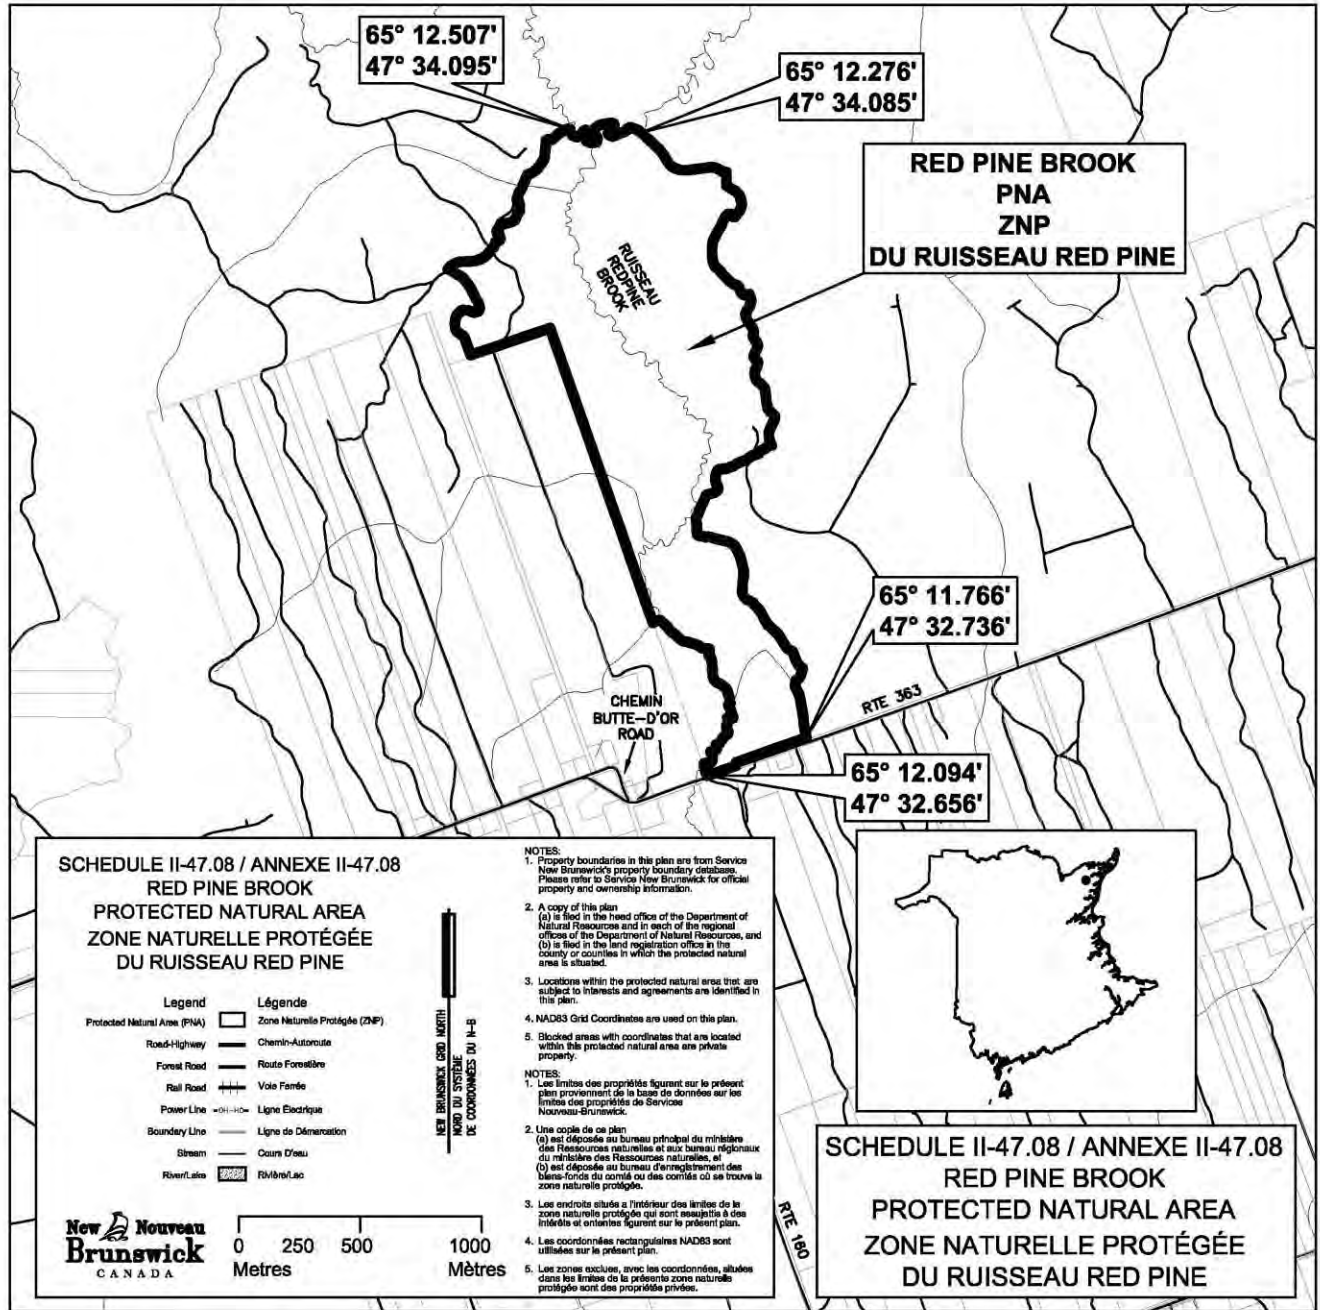 65° 12.507'
47° 34.095'
65° 12.276'
47° 34.085'
RED PINE BROOK
PNA
ZNP
DU RUISSEAU RED PINE
RUISSEAU
REDPINE
BROOK
65° 11.766'
47° 32.736'
RTE 363
CHEMIN
BUTTE-D'OR
ROAD
65° 12.094'
47° 32.656'
SCHEDULE II-47.08 / ANNEXE II-47.08
RED PINE BROOK
PROTECTED NATURAL AREA
ZONE NATURELLE PROTÉGÉE
DU RUISSEAU RED PINE
Legend Légende
Protected Natural Area (PNA) Zone Naturelle Protégée (ZNP)
Road-Highway Chemin-Autoroute
Forest Road Route Forestière
Rail Road Voie Ferrée
Power Line Ligne Électrique
Boundary Line Ligne de Démarcation
Stream Cours D'eau
River/Lake Rivière/Lac
NEW BRUNSWICK GRID NORTH
NORD DU SYSTÈME
DE COORDONNÉES DU N-B
New Nouveau
Brunswick
CANADA
0 250 500 1000
Metres Mètres
NOTES:
1. Property boundaries in this plan are from Service
New Brunswick's property boundary database.
Please refer to Service New Brunswick for official
property and ownership information.
2. A copy of this plan
(a) is filed in the head office of the Department of
Natural Resources and in each of the regional
offices of the Department of Natural Resources, and
(b) is filed in the land registration office in the
county or counties in which the protected natural
area is situated.
3. Locations within the protected natural area that are
subject to interests and agreements are identified in
this plan.
4. NAD83 Grid Coordinates are used on this plan.
5. Blocked areas with coordinates that are located
within this protected natural area are private
property.
NOTES:
1. Les limites des propriétés figurant sur le présent
plan proviennent de la base de données sur les
limites des propriétés de Services
Nouveau-Brunswick.
2. Une copie de ce plan
(a) est déposée au bureau principal du ministère
des Ressources naturelles et aux bureau régionaux
du ministère des Ressources naturelles, et
(b) est déposée au bureau d'enregistrement des
biens-fonds du comté ou des comtés où se trouve la
zone naturelle protégée.
3. Les endroits situés a l'intérieur des limites de la
zone naturelle protégée qui sont assujettis à des
intérêts et ententes figurent sur le présent plan.
4. Les coordonnées rectangulaires NAD83 sont
utilisées sur le présent plan.
5. Les zones exclues, avec les coordonnées, situées
dans les limites de la présente zone naturelle
protégée sont des propriétés privées.
RTE 160
SCHEDULE II-47.08 / ANNEXE II-47.08
RED PINE BROOK
PROTECTED NATURAL AREA
ZONE NATURELLE PROTÉGÉE
DU RUISSEAU RED PINE